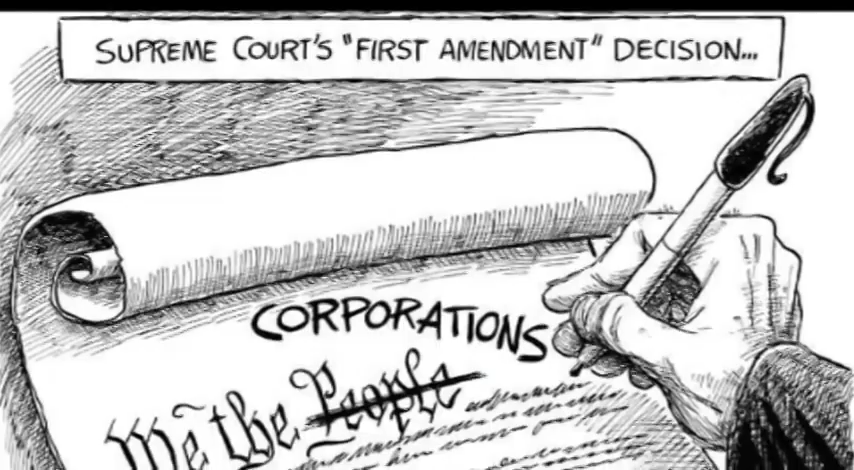 SUPREME COURT'S "FIRST AMENDMENT" DECISION...
CORPORATIONS
We the People